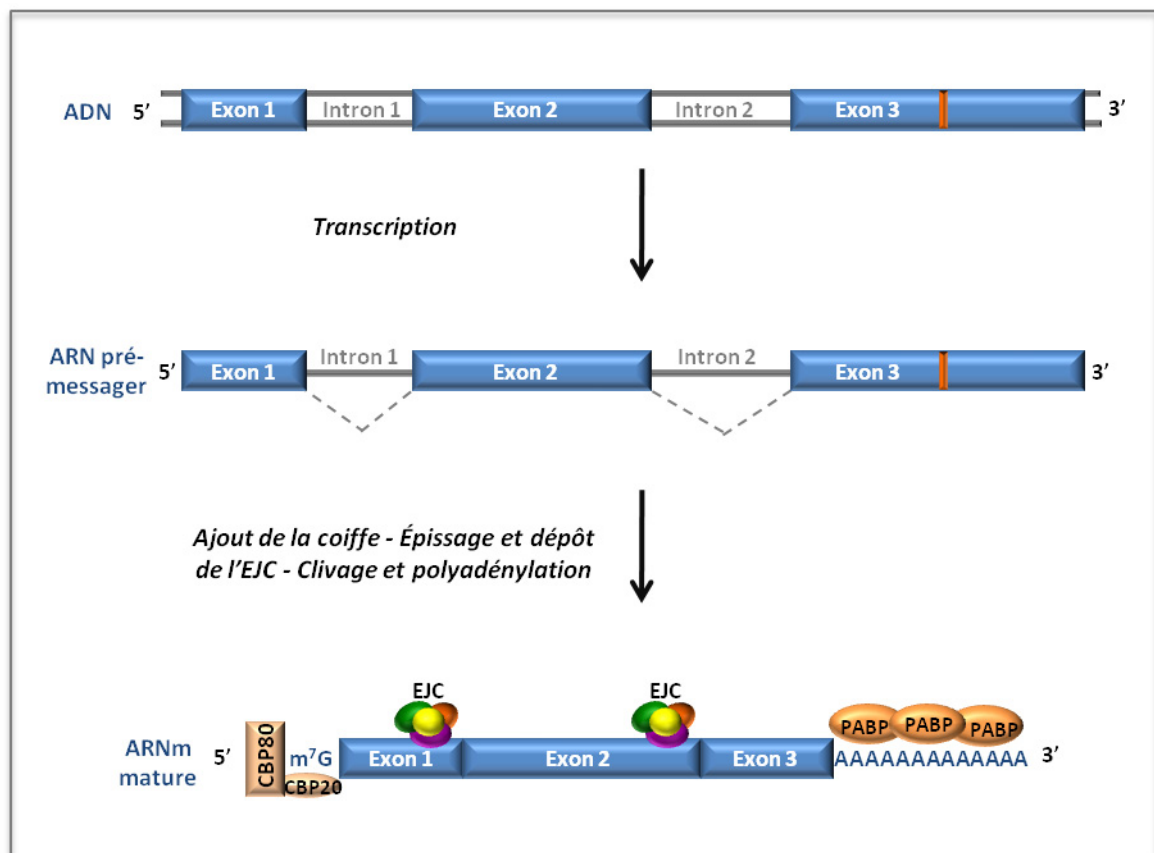 ADN 5' Exon 1 Intron 1 Exon 2 Intron 2 Exon 3 3'
Transcription
ARN pré-
messager 5' Exon 1 Intron 1 Exon 2 Intron 2 Exon 3 3'
Ajout de la coiffe - Épissage et dépôt
de l'EJC - Clivage et polyadénylation
EJC EJC
PABP PABP PABP
ARNm
mature 5' CBP80 m⁷G Exon 1 Exon 2 Exon 3 AAAAAAAAAAAAA 3'
CBP20